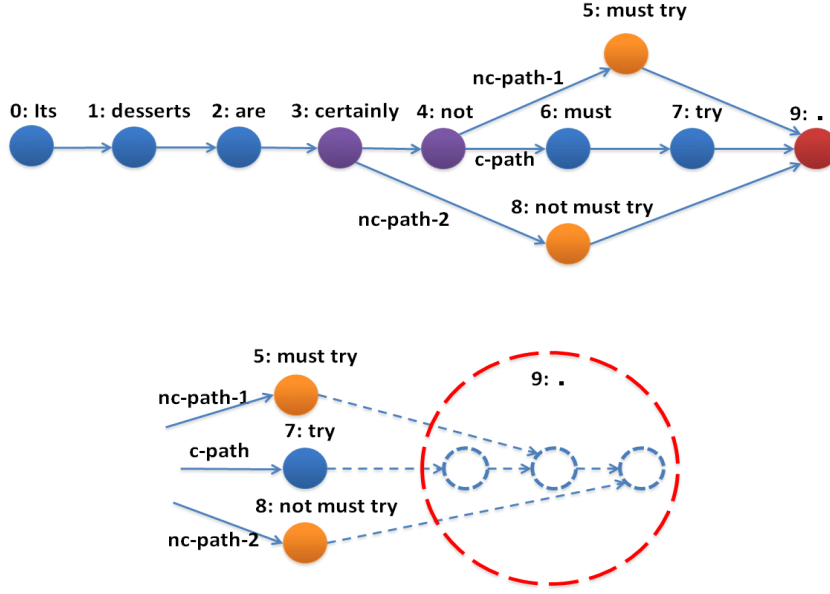 5: must try
nc-path-1
0: Its 1: desserts 2: are 3: certainly 4: not 6: must 7: try 9: .
c-path
nc-path-2
8: not must try
5: must try
9: .
nc-path-1
7: try
c-path
8: not must try
nc-path-2